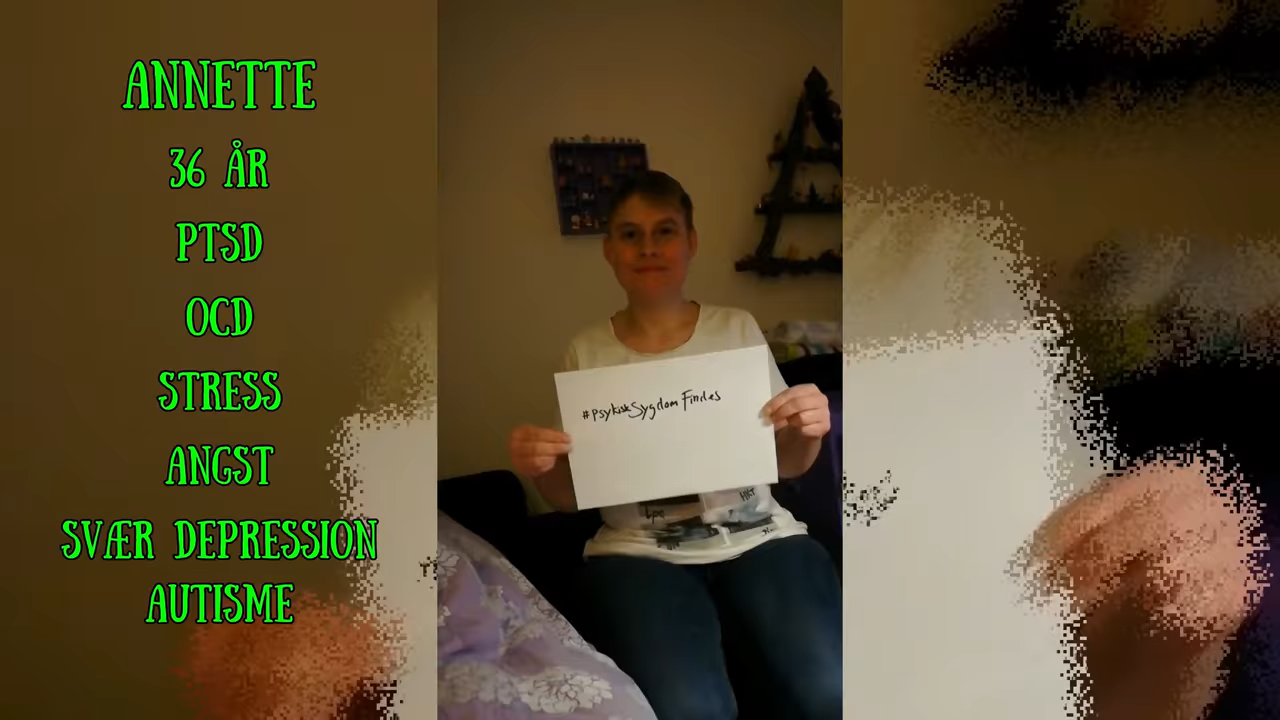 ANNETTE
36 ÅR
PTSD
OCD
STRESS
ANGST
SVÆR DEPRESSION
AUTISME
#psykiskSygdomFindes